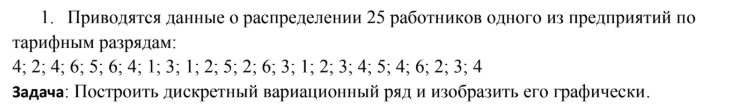 1. Приводятся данные о распределении 25 работников одного из предприятий по
тарифным разрядам:
4; 2; 4; 6; 5; 6; 4; 1; 3; 1; 2; 5; 2; 6; 3; 1; 2; 3; 4; 5; 4; 6; 2; 3; 4
Задача: Построить дискретный вариационный ряд и изобразить его графически.